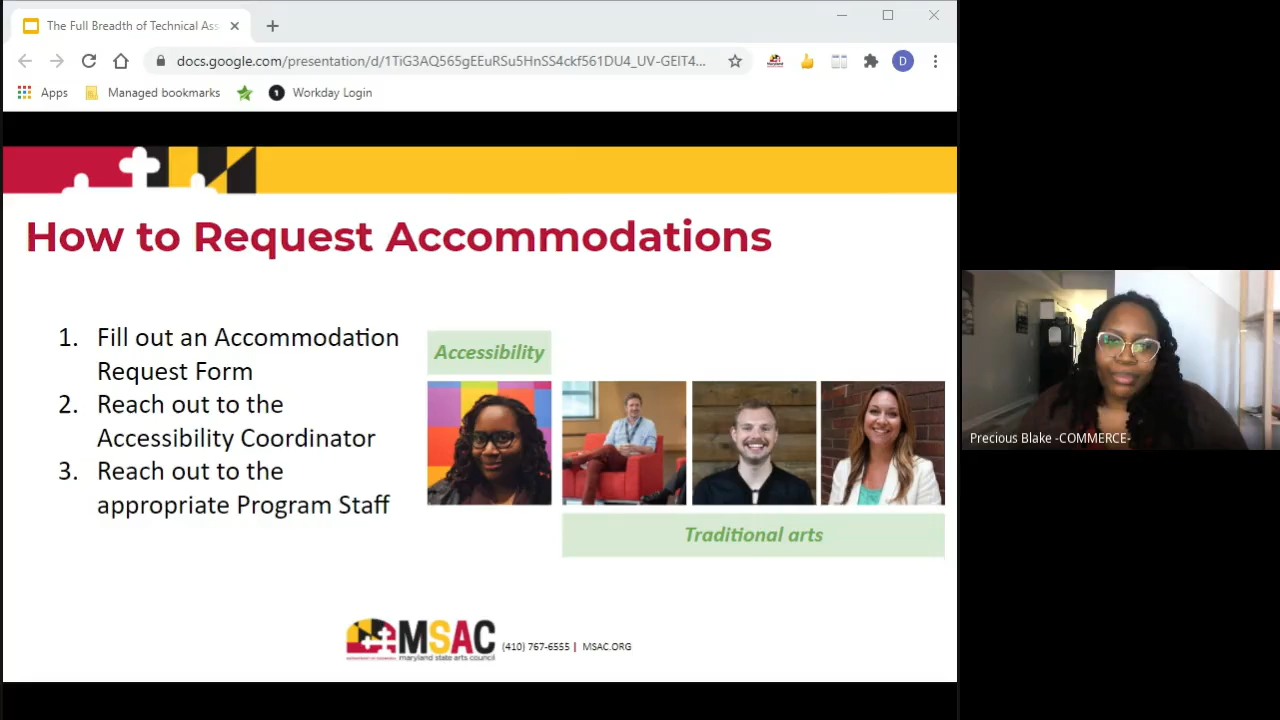 The Full Breadth of Technical Ass
docs.google.com/presentation/d/1TiG3AQ565gEEuRSu5HnSS4ckf561DU4_UV-GEIT4...
D
Apps
Managed bookmarks
1
Workday Login
How to Request Accommodations
1. Fill out an Accommodation
Request Form
2. Reach out to the
Accessibility Coordinator
3. Reach out to the
appropriate Program Staff
Accessibility
Traditional arts
Precious Blake -COMMERCE-
MSAC
maryland state arts council
(410) 767-6555 | MSAC.ORG